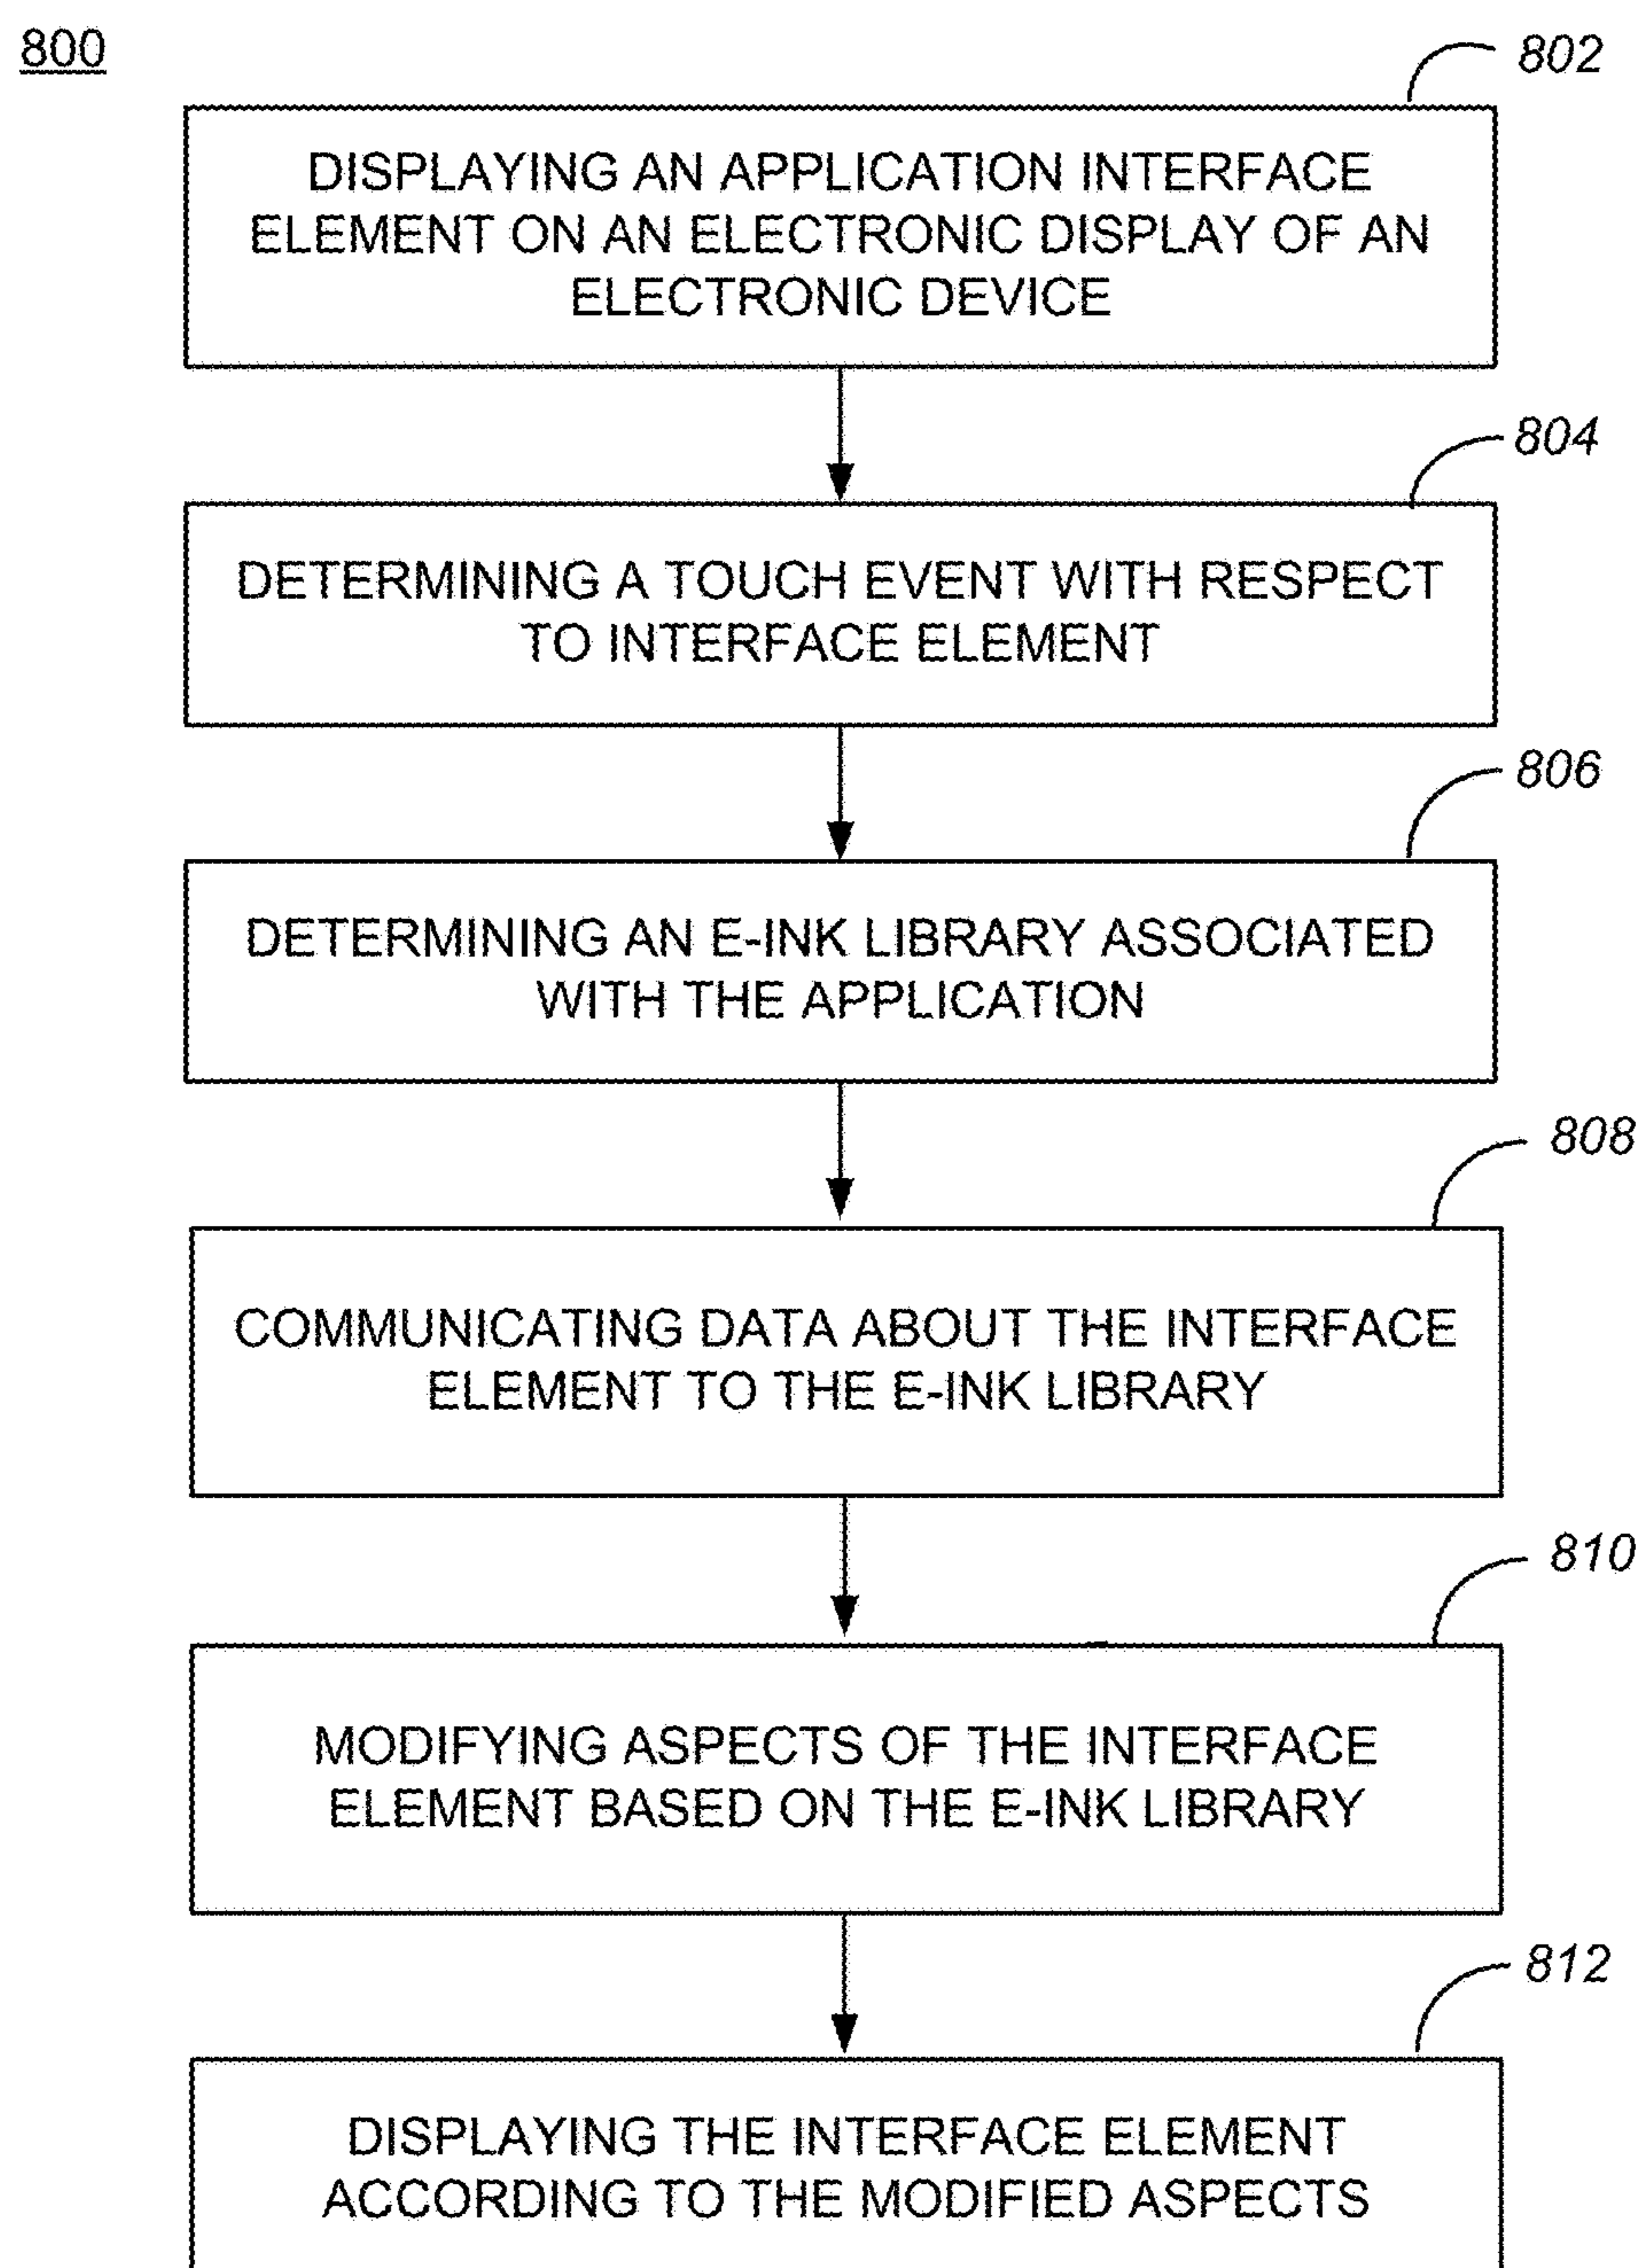 800
802
DISPLAYING AN APPLICATION INTERFACE
ELEMENT ON AN ELECTRONIC DISPLAY OF AN
ELECTRONIC DEVICE
804
DETERMINING A TOUCH EVENT WITH RESPECT
TO INTERFACE ELEMENT
806
DETERMINING AN E-INK LIBRARY ASSOCIATED
WITH THE APPLICATION
808
COMMUNICATING DATA ABOUT THE INTERFACE
ELEMENT TO THE E-INK LIBRARY
810
MODIFYING ASPECTS OF THE INTERFACE
ELEMENT BASED ON THE E-INK LIBRARY
812
DISPLAYING THE INTERFACE ELEMENT
ACCORDING TO THE MODIFIED ASPECTS